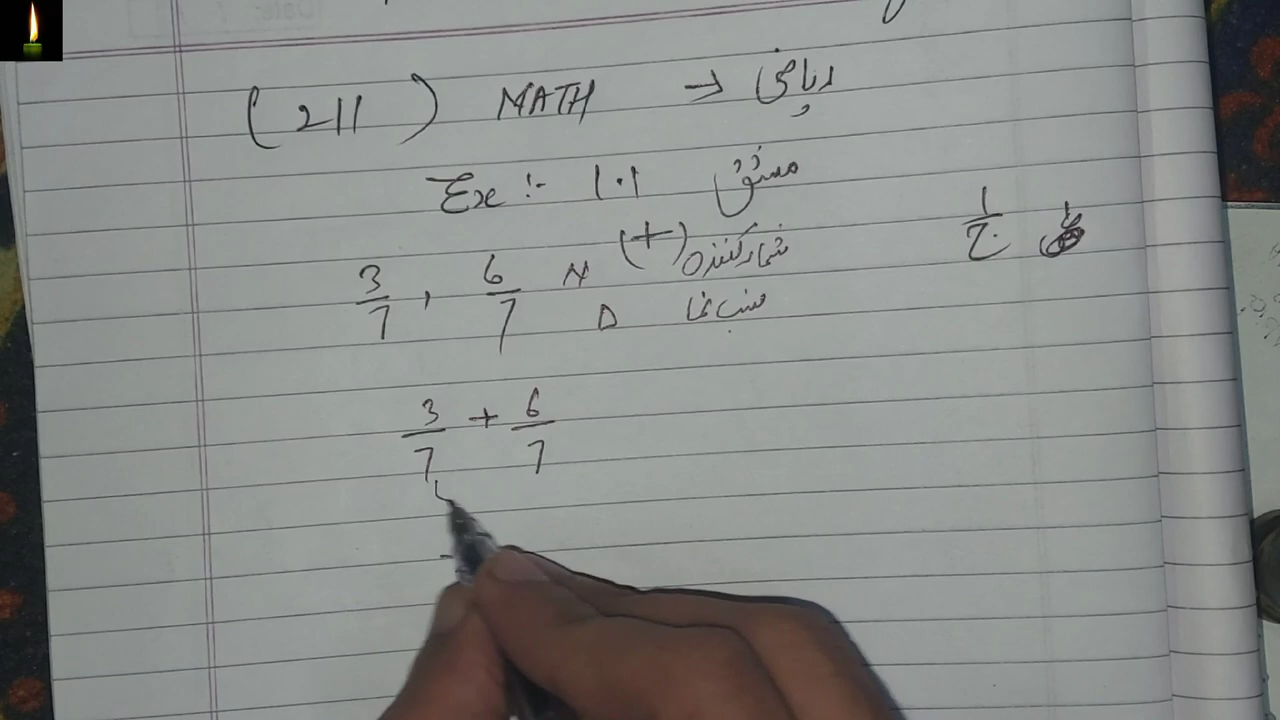 (211) MATH → ریاضی
Ex :- 1.1 مشق
3/7 , 6/7 N (+) شمار کنندہ
D نسب نما
1/ج
3/7 + 6/7